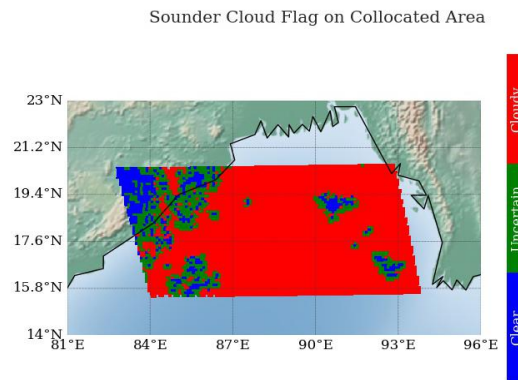 Sounder Cloud Flag on Collocated Area
Cloudy
23°N
21.2°N
Uncertain
19.4°N
17.6°N
15.8°N
Clear
14°N
81°E 84°E 87°E 90°E 93°E 96°E